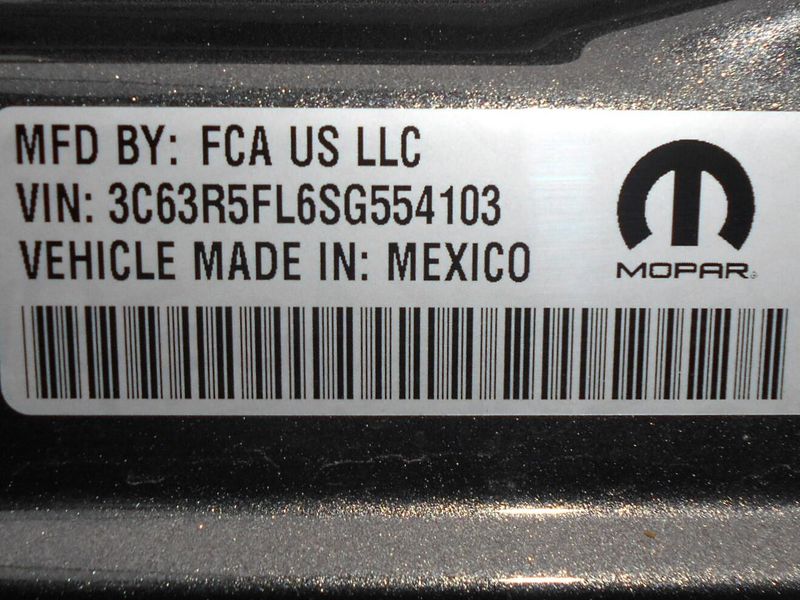 MFD BY: FCA US LLC
VIN: 3C63R5FL6SG554103
VEHICLE MADE IN: MEXICO
MOPAR